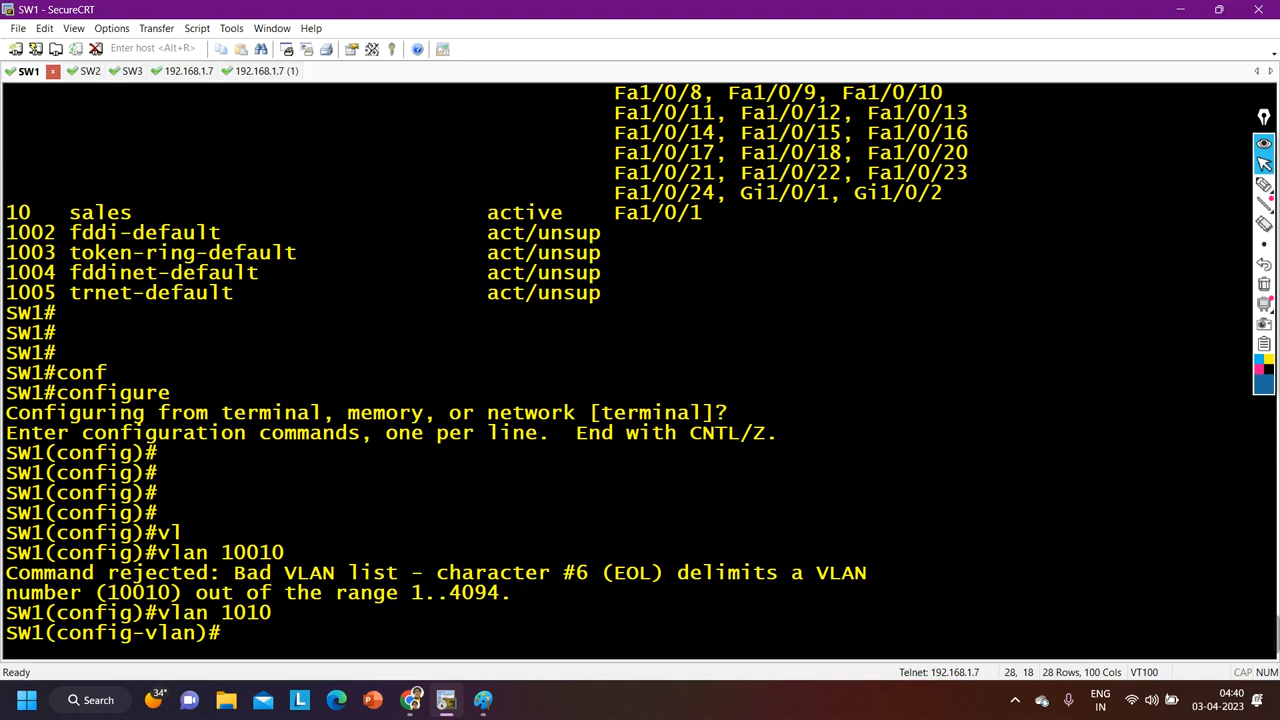 SW1 - SecureCRT
File Edit View Options Transfer Script Tools Window Help
Enter host <Alt+R>
SW1 x SW2 SW3 192.168.1.7 192.168.1.7 (1)
Fa1/0/8, Fa1/0/9, Fa1/0/10
Fa1/0/11, Fa1/0/12, Fa1/0/13
Fa1/0/14, Fa1/0/15, Fa1/0/16
Fa1/0/17, Fa1/0/18, Fa1/0/20
Fa1/0/21, Fa1/0/22, Fa1/0/23
Fa1/0/24, Gi1/0/1, Gi1/0/2
10 sales active Fa1/0/1
1002 fddi-default act/unsup
1003 token-ring-default act/unsup
1004 fddinet-default act/unsup
1005 trnet-default act/unsup
SW1#
SW1#
SW1#
SW1#conf
SW1#configure
Configuring from terminal, memory, or network [terminal]?
Enter configuration commands, one per line. End with CNTL/Z.
SW1(config)#
SW1(config)#
SW1(config)#
SW1(config)#
SW1(config)#vl
SW1(config)#vlan 10010
Command rejected: Bad VLAN list - character #6 (EOL) delimits a VLAN
number (10010) out of the range 1..4094.
SW1(config)#vlan 1010
SW1(config-vlan)#
Ready Telnet: 192.168.1.7 28, 18 28 Rows, 100 Cols VT100 CAP NUM
34° Search L ENG IN 04:40 03-04-2023